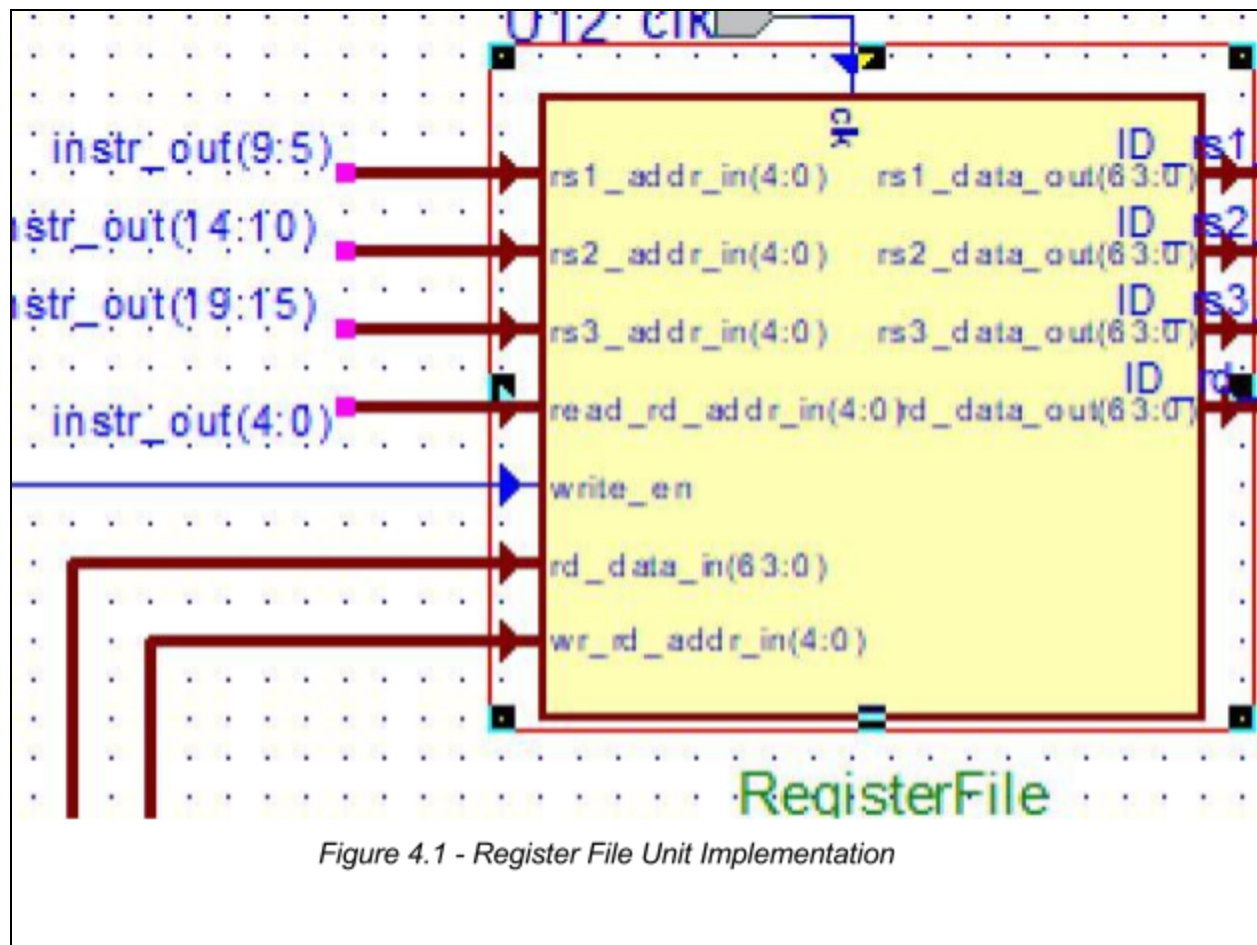 U12 clk
clk
instr_out(9:5)
rs1_addr_in(4:0) rs1_data_out(63:0)
ID_rs1
str_out(14:10)
rs2_addr_in(4:0) rs2_data_out(63:0)
ID_rs2
str_out(19:15)
rs3_addr_in(4:0) rs3_data_out(63:0)
ID_rs3
instr_out(4:0)
read_rd_addr_in(4:0) rd_data_out(63:0)
ID_rd
write_en
rd_data_in(63:0)
wr_rd_addr_in(4:0)
RegisterFile
Figure 4.1 - Register File Unit Implementation